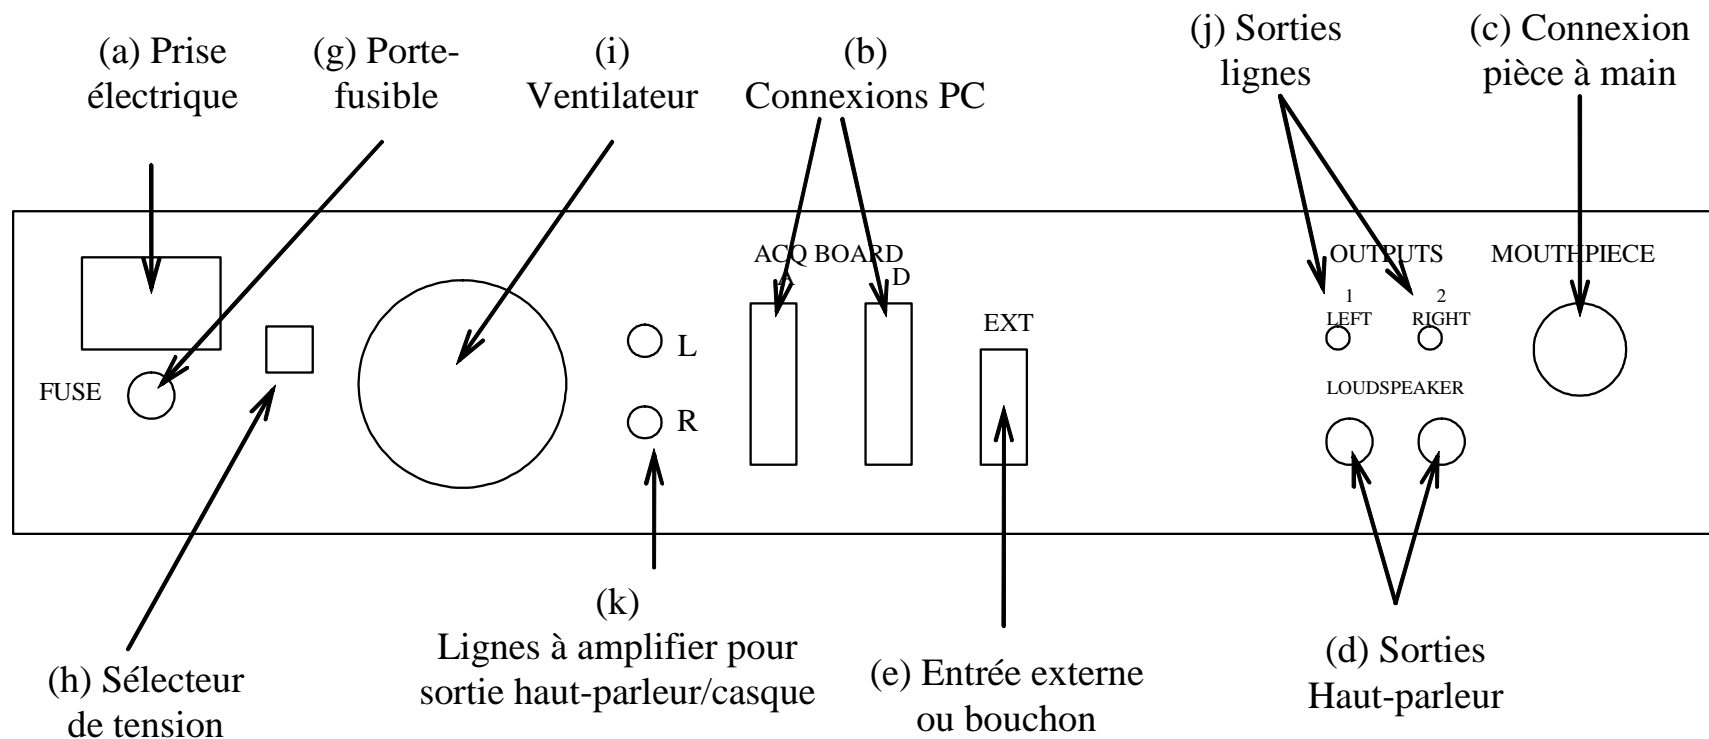 (a) Prise
électrique
(g) Porte-
fusible
(i)
Ventilateur
(b)
Connexions PC
(j) Sorties
lignes
(c) Connexion
pièce à main
ACQ BOARD
A
D
EXT
OUTPUTS
1
2
LEFT
RIGHT
MOUTHPIECE
L
R
FUSE
LOUDSPEAKER
(h) Sélecteur
de tension
(k)
Lignes à amplifier pour
sortie haut-parleur/casque
(e) Entrée externe
ou bouchon
(d) Sorties
Haut-parleur